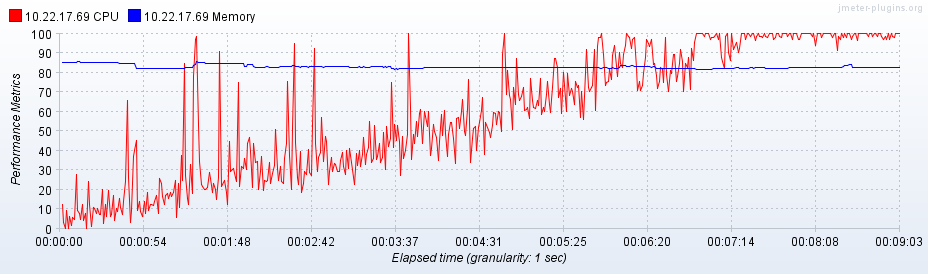 10.22.17.69 CPU 10.22.17.69 Memory
jmeter-plugins.org
Performance Metrics
100
90
80
70
60
50
40
30
20
10
0
00:00:00 00:00:54 00:01:48 00:02:42 00:03:37 00:04:31 00:05:25 00:06:20 00:07:14 00:08:08 00:09:03
Elapsed time (granularity: 1 sec)